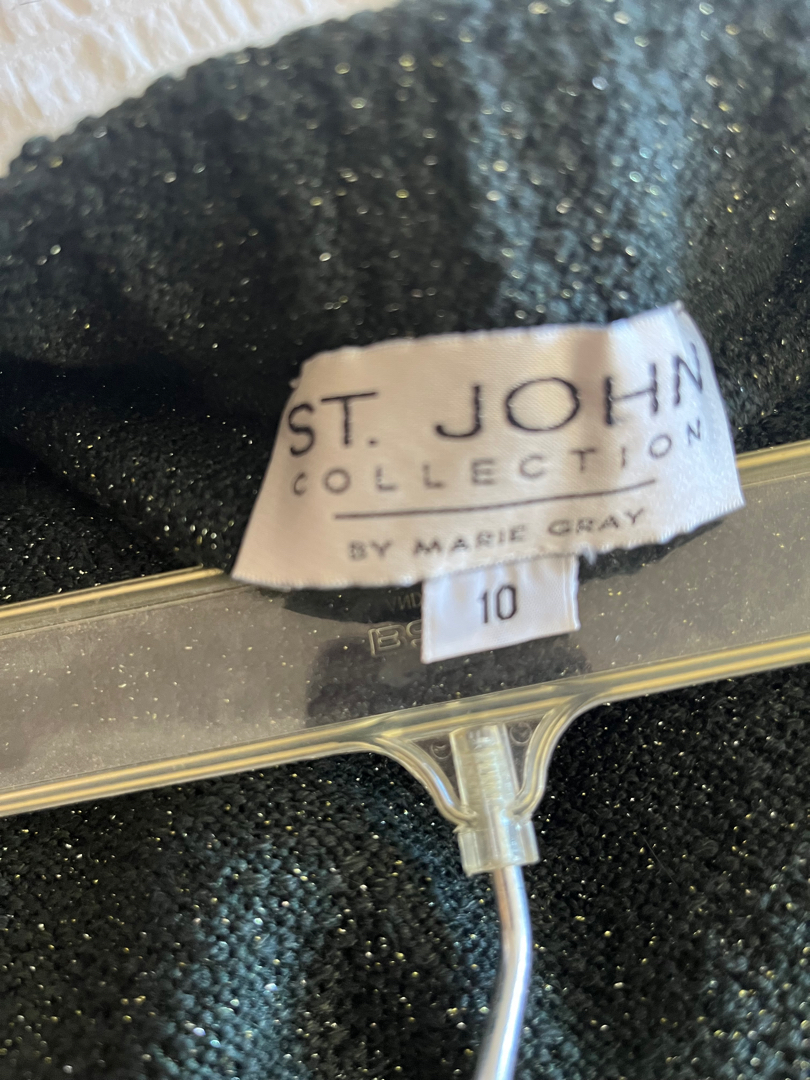 ST. JOHN
COLLECTION
BY MARIE GRAY
10